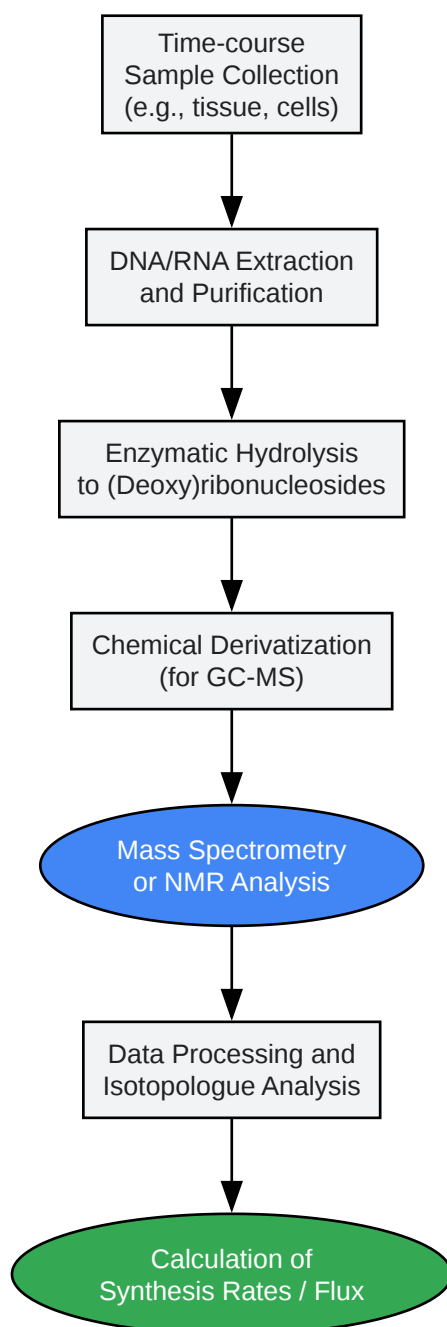 Time-course
Sample Collection
(e.g., tissue, cells)
DNA/RNA Extraction
and Purification
Enzymatic Hydrolysis
to (Deoxy)ribonucleosides
Chemical Derivatization
(for GC-MS)
Mass Spectrometry
or NMR Analysis
Data Processing and
Isotopologue Analysis
Calculation of
Synthesis Rates / Flux